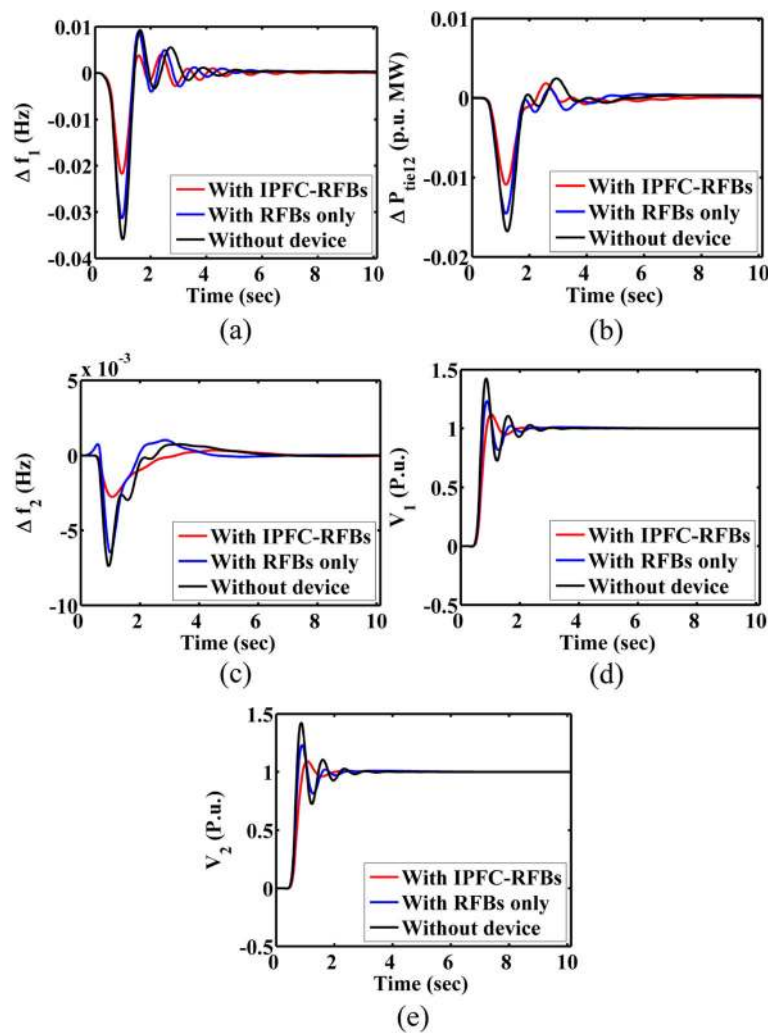 0.01
0
-0.01
-0.02
-0.03
-0.04
Δ f1 (Hz)
With IPFC-RFBs
With RFBs only
Without device
0 2 4 6 8 10
Time (sec)
(a)
0.01
0
-0.01
-0.02
Δ Ptie12 (p.u. MW)
With IPFC-RFBs
With RFBs only
Without device
0 2 4 6 8 10
Time (sec)
(b)
x 10-3
5
0
-5
-10
Δ f2 (Hz)
With IPFC-RFBs
With RFBs only
Without device
0 2 4 6 8 10
Time (sec)
(c)
1.5
1
0.5
0
-0.5
V1 (P.u.)
With IPFC-RFBs
With RFBs only
Without device
0 2 4 6 8 10
Time (sec)
(d)
1.5
1
0.5
0
-0.5
V2 (P.u.)
With IPFC-RFBs
With RFBs only
Without device
0 2 4 6 8 10
Time (sec)
(e)